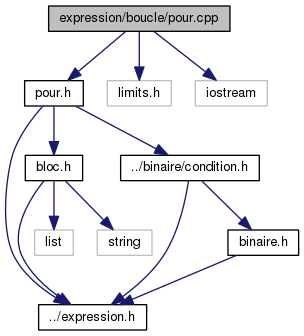 expression/boucle/pour.cpp
pour.h
limits.h
iostream
bloc.h
../binaire/condition.h
list
string
binaire.h
../expression.h